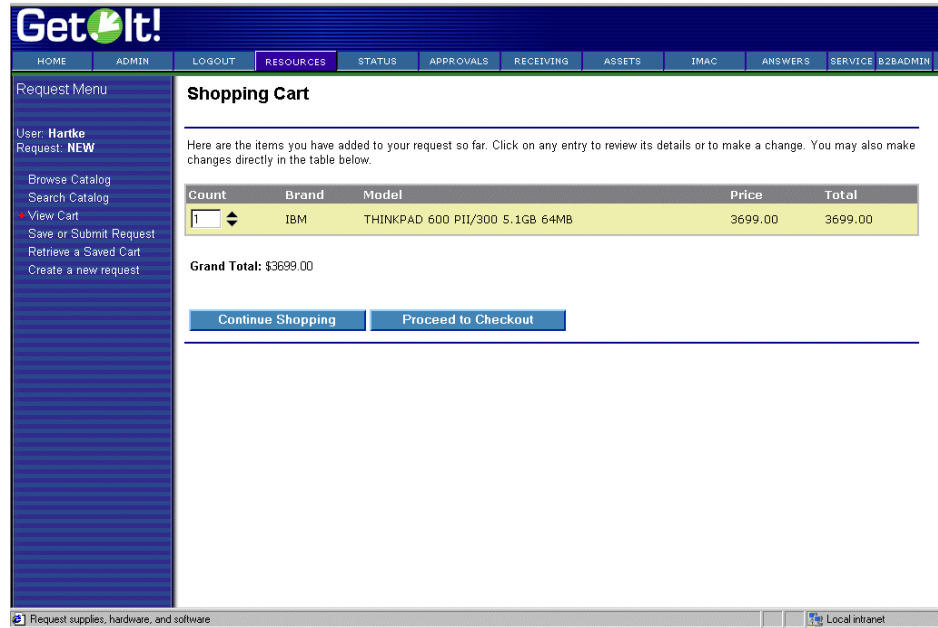 Get It!
HOME ADMIN LOGOUT RESOURCES STATUS APPROVALS RECEIVING ASSETS IMAC ANSWERS SERVICE B2BADMIN
Request Menu
User: Hartke
Request: NEW
Browse Catalog
Search Catalog
View Cart
Save or Submit Request
Retrieve a Saved Cart
Create a new request
Shopping Cart
Here are the items you have added to your request so far. Click on any entry to review its details or to make a change. You may also make
changes directly in the table below.
Count Brand Model Price Total
1 IBM THINKPAD 600 PII/300 5.1GB 64MB 3699.00 3699.00
Grand Total: $3699.00
Continue Shopping Proceed to Checkout
Request supplies, hardware, and software Local intranet